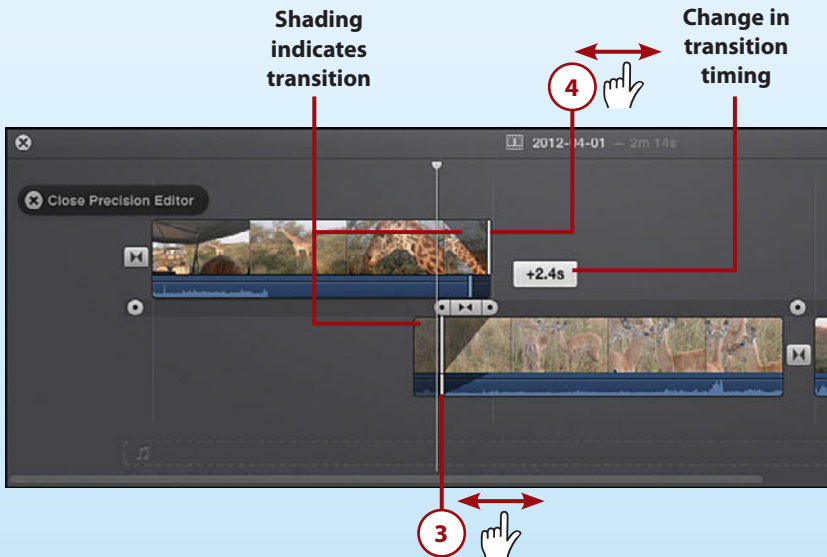 Shading
indicates
transition
Change in
transition
timing
4
2012-04-01 — 2m 14s
Close Precision Editor
+2.4s
3